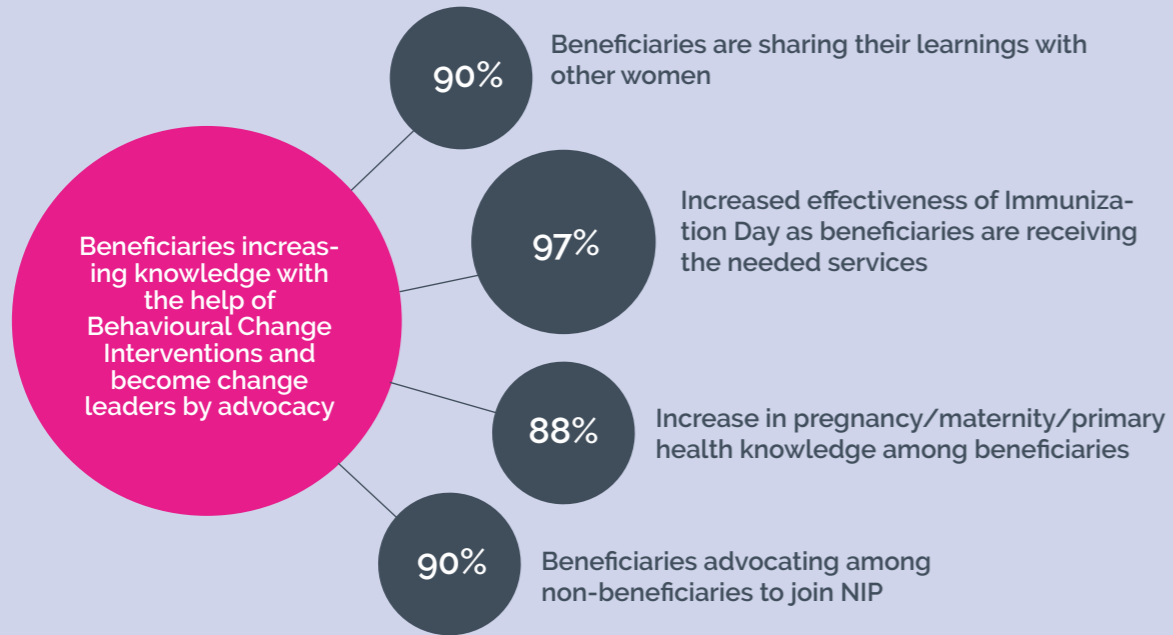 90%
Beneficiaries are sharing their learnings with
other women
Beneficiaries increas-
ing knowledge with
the help of
Behavioural Change
Interventions and
become change
leaders by advocacy
97%
Increased effectiveness of Immuniza-
tion Day as beneficiaries are receiving
the needed services
88%
Increase in pregnancy/maternity/primary
health knowledge among beneficiaries
90%
Beneficiaries advocating among
non-beneficiaries to join NIP